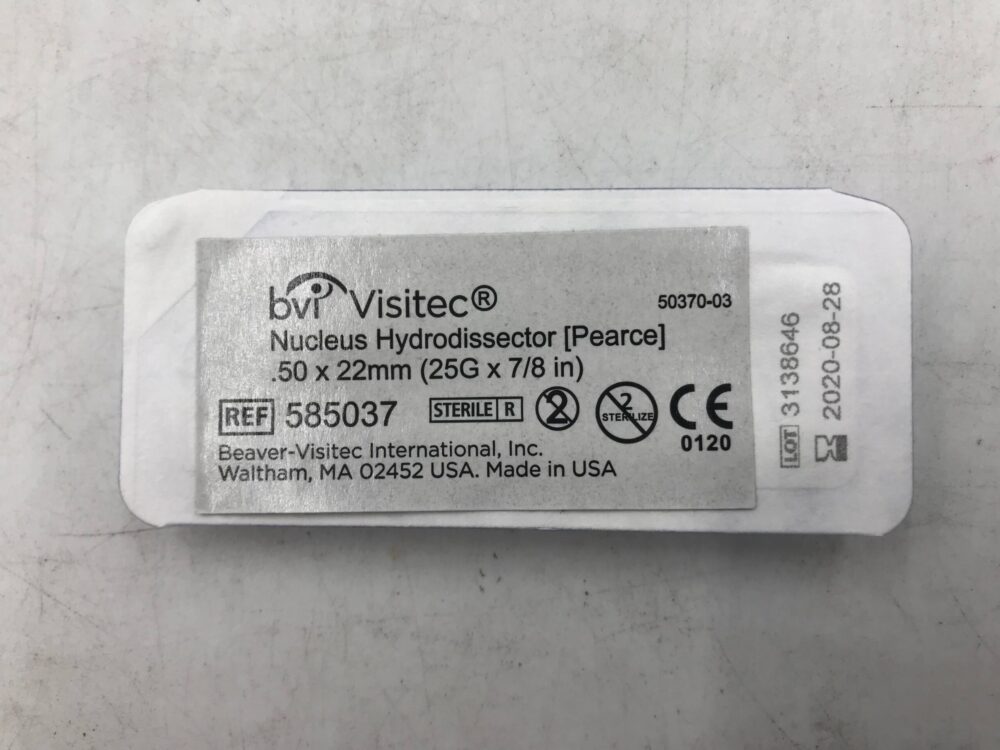 bvi Visitec®
50370-03
Nucleus Hydrodissector [Pearce]
.50 x 22mm (25G x 7/8 in)
REF 585037 STERILE R 2 2 STERILIZE CE
0120
Beaver-Visitec International, Inc.
Waltham, MA 02452 USA. Made in USA
LOT 3138646
2020-08-28